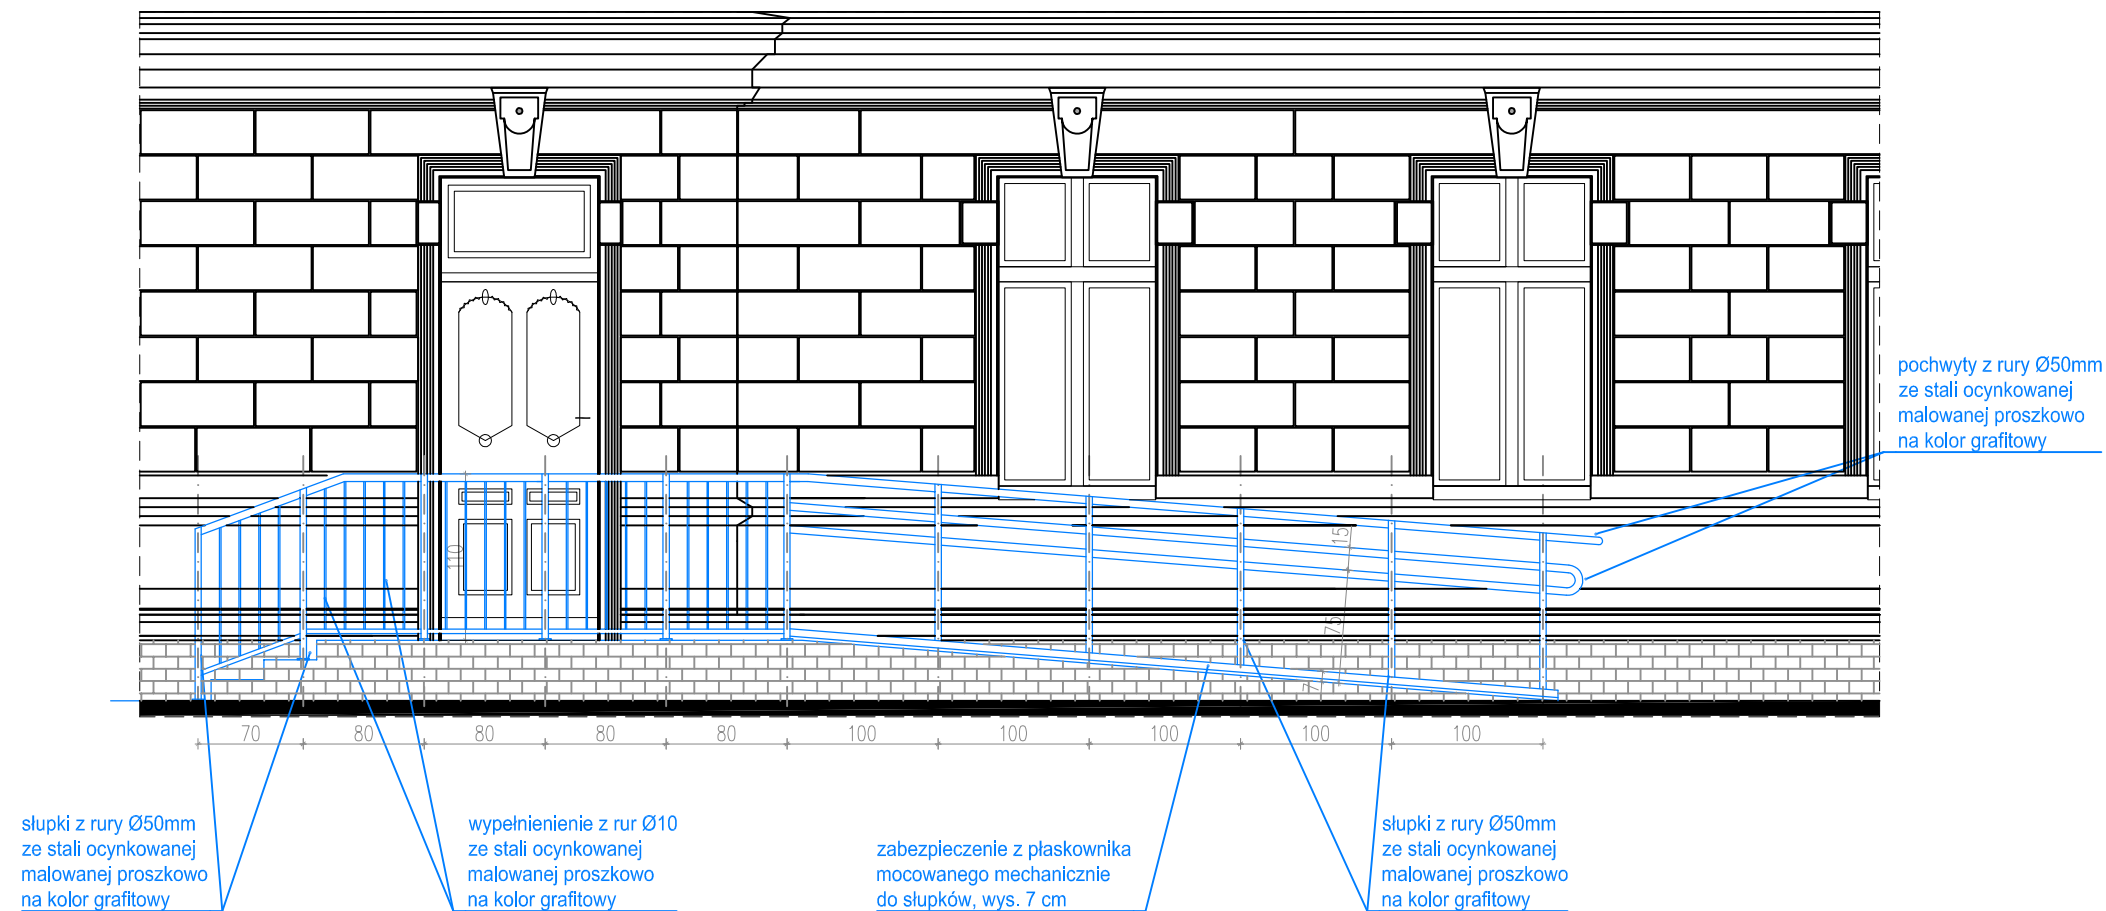 pochwyty z rury Ø50mm
ze stali ocynkowanej
malowanej proszkowo
na kolor grafitowy
110
15
75
7
70 80 80 80 80 100 100 100 100 100
słupki z rury Ø50mm
ze stali ocynkowanej
malowanej proszkowo
na kolor grafitowy
wypełnienienie z rur Ø10
ze stali ocynkowanej
malowanej proszkowo
na kolor grafitowy
zabezpieczenie z płaskownika
mocowanego mechanicznie
do słupków, wys. 7 cm
słupki z rury Ø50mm
ze stali ocynkowanej
malowanej proszkowo
na kolor grafitowy